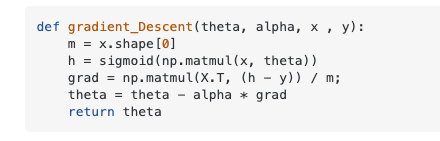 def gradient_Descent(theta, alpha, x , y):
    m = x.shape[0]
    h = sigmoid(np.matmul(x, theta))
    grad = np.matmul(X.T, (h - y)) / m;
    theta = theta - alpha * grad
    return theta